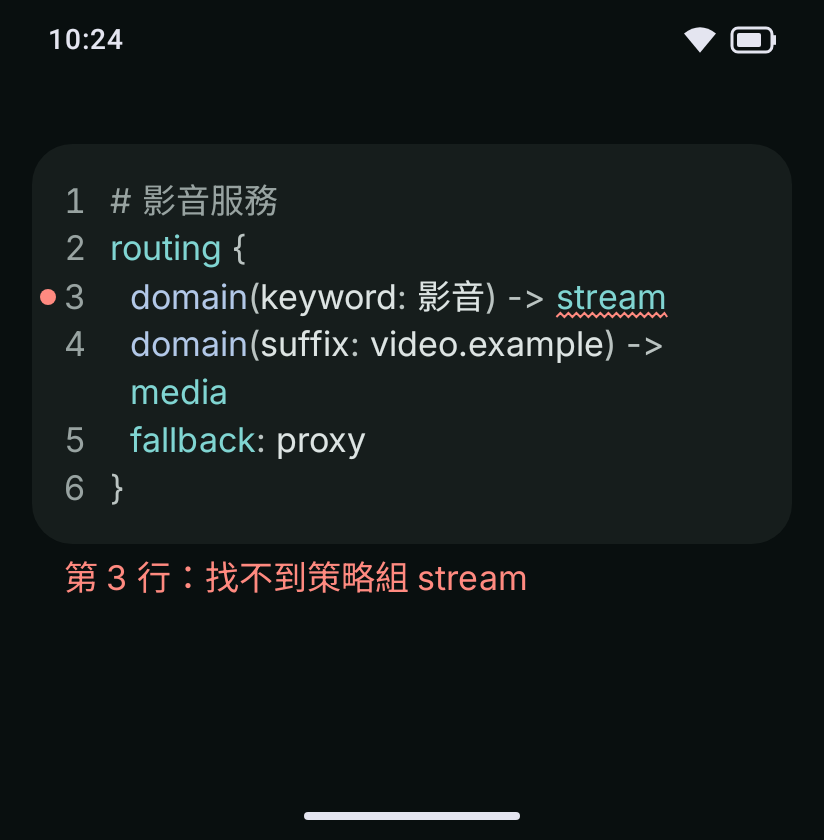 10:24
1 # 影音服務
2 routing {
3 domain(keyword: 影音) -> stream
4 domain(suffix: video.example) ->
media
5 fallback: proxy
6 }
第 3 行：找不到策略組 stream